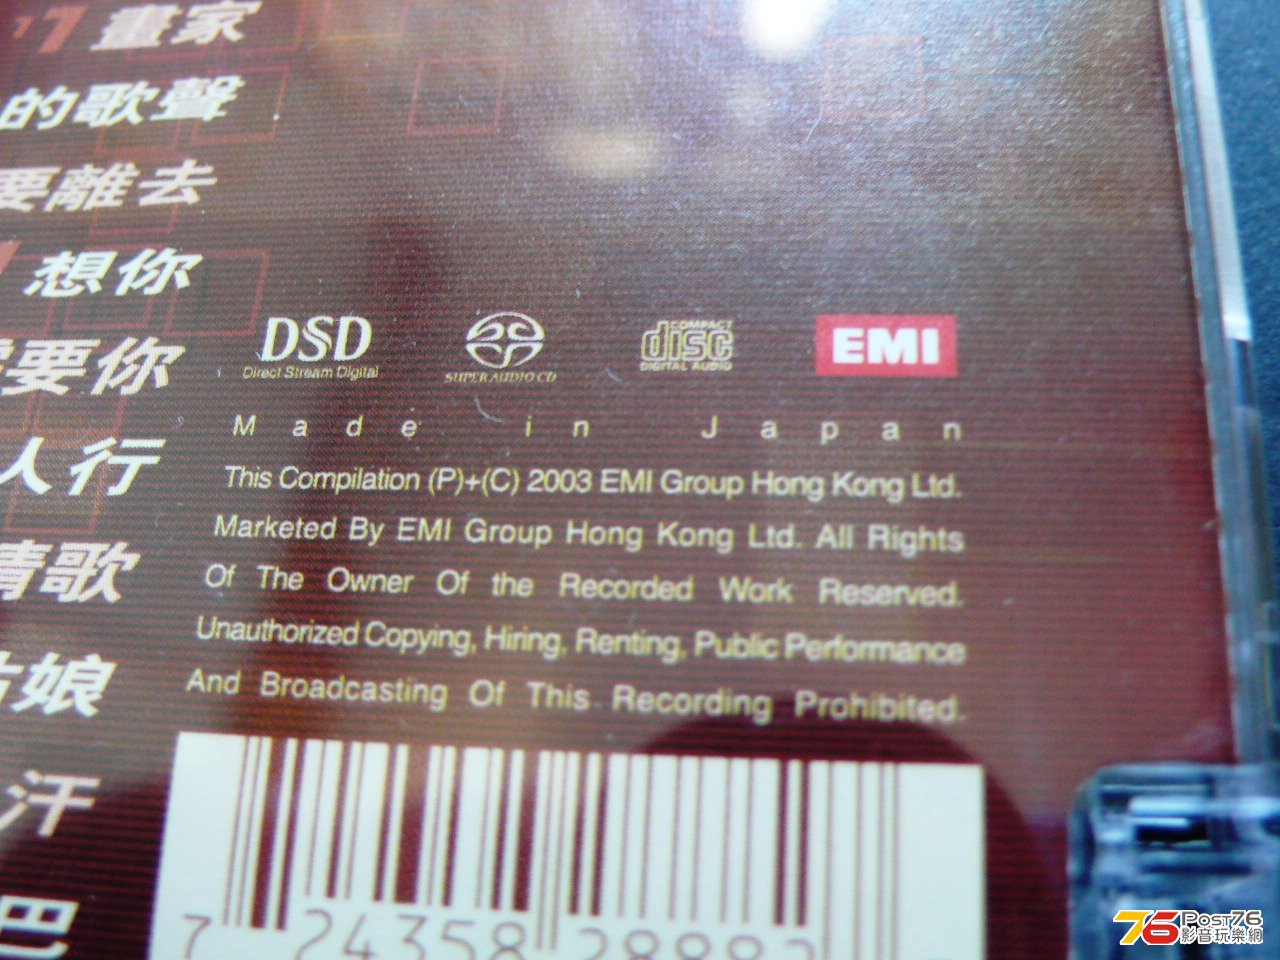 17 畫家
的歌聲
要離去
想你
要你
人行
情歌
姑娘
汗
巴
DSD
Direct Stream Digital
SUPER AUDIO CD
COMPACT
disc
DIGITAL AUDIO
EMI
Made in Japan
This Compilation (P)+(C) 2003 EMI Group Hong Kong Ltd.
Marketed By EMI Group Hong Kong Ltd. All Rights
Of The Owner Of the Recorded Work Reserved.
Unauthorized Copying, Hiring, Renting, Public Performance
And Broadcasting Of This Recording Prohibited.
7 24358 28882
76 Post76
影音玩樂網